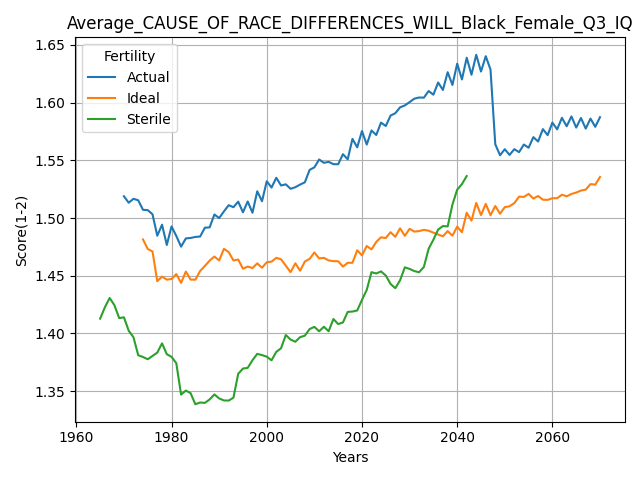 Average_CAUSE_OF_RACE_DIFFERENCES_WILL_Black_Female_Q3_IQ
Fertility
Actual
Ideal
Sterile
Score(1-2)
1.65
1.60
1.55
1.50
1.45
1.40
1.35
1960 1980 2000 2020 2040 2060
Years